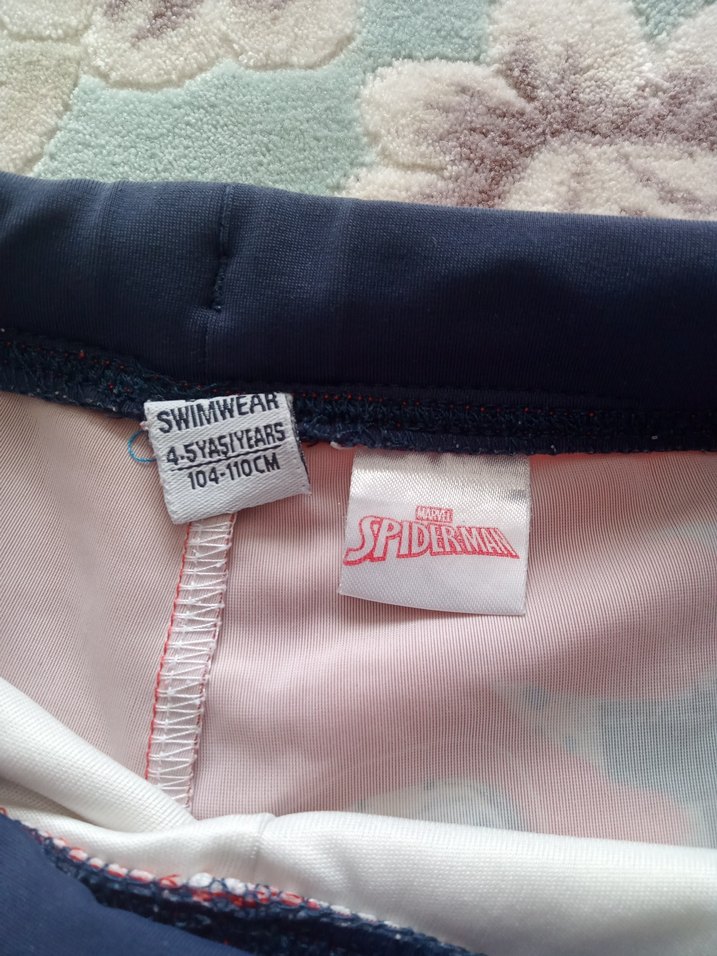 SWIMWEAR
4-5YAŞ/YEARS
104-110CM
MARVEL
SPIDER-MAN